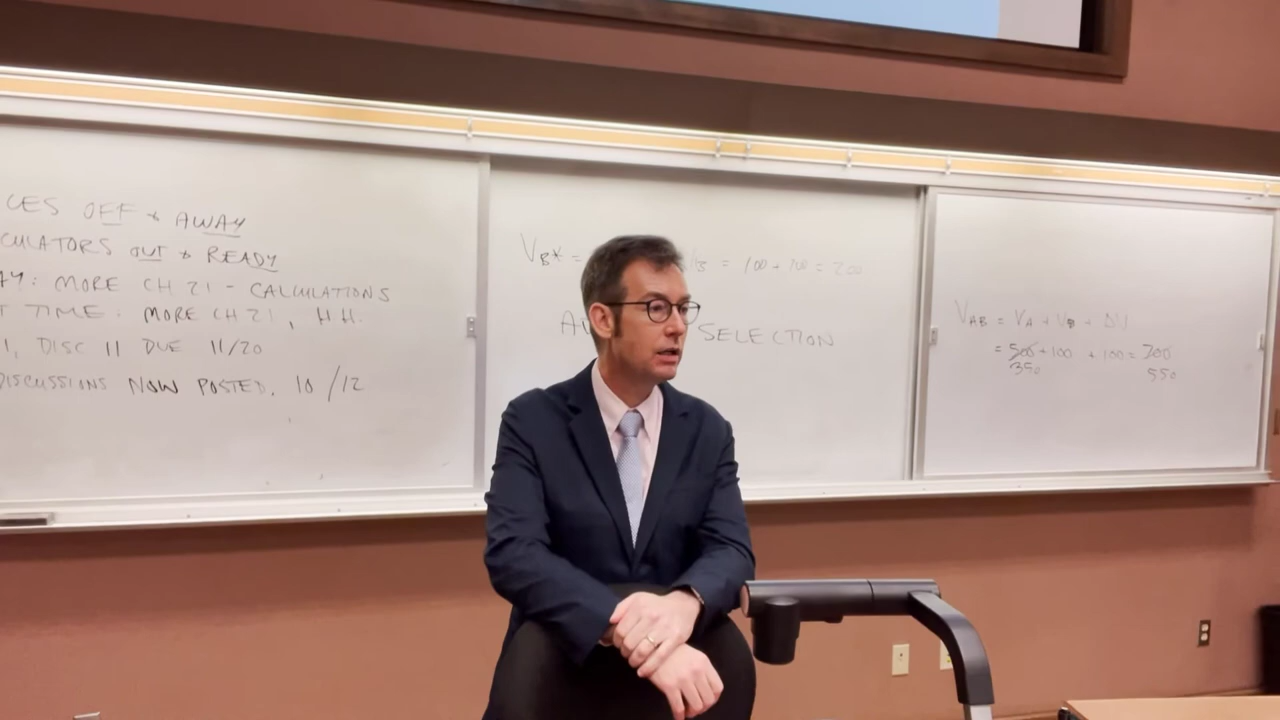 CES OFF & AWAY
CULATORS OUT & READY
AY: MORE CH 21 - CALCULATIONS
T TIME: MORE CH 21, HH.
1, DISC 11 DUE 11/20
DISCUSSIONS NOW POSTED. 10/12
VB* = B = 100 + 100 = 200
SELECTION
VAB = VA + VB + ΔV
= 500 + 100 + 100 = 700
350 550